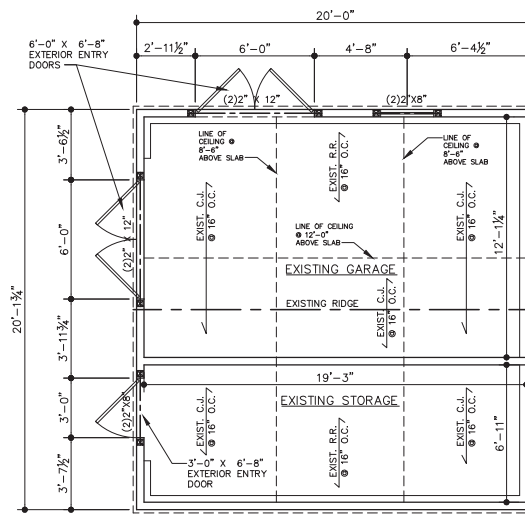 20'-0"
2'-11½"
6'-0"
4'-8"
6'-4½"
6'-0" X 6'-8"
EXTERIOR ENTRY
DOORS
(2)2" X 12"
(2)2"X8"
LINE OF
CEILING @
8'-6"
ABOVE SLAB
EXIST. R.R.
@ 16" O.C.
LINE OF
CEILING @
8'-6"
ABOVE SLAB
3'-6½"
EXIST. C.J.
@ 16" O.C.
EXIST. C.J.
@ 16" O.C.
6'-0"
(2)2" X 12"
LINE OF CEILING
@ 12'-0"
ABOVE SLAB
12'-1¼"
EXISTING GARAGE
20'-1¾"
EXISTING RIDGE
EXIST. C.J.
@ 16" O.C.
3'-11¾"
19'-3"
3'-0"
(2)2"X8"
EXIST. C.J.
@ 16" O.C.
EXISTING STORAGE
EXIST. R.R.
@ 16" O.C.
EXIST. C.J.
@ 16" O.C.
6'-11"
3'-7½"
3'-0" X 6'-8"
EXTERIOR ENTRY
DOOR